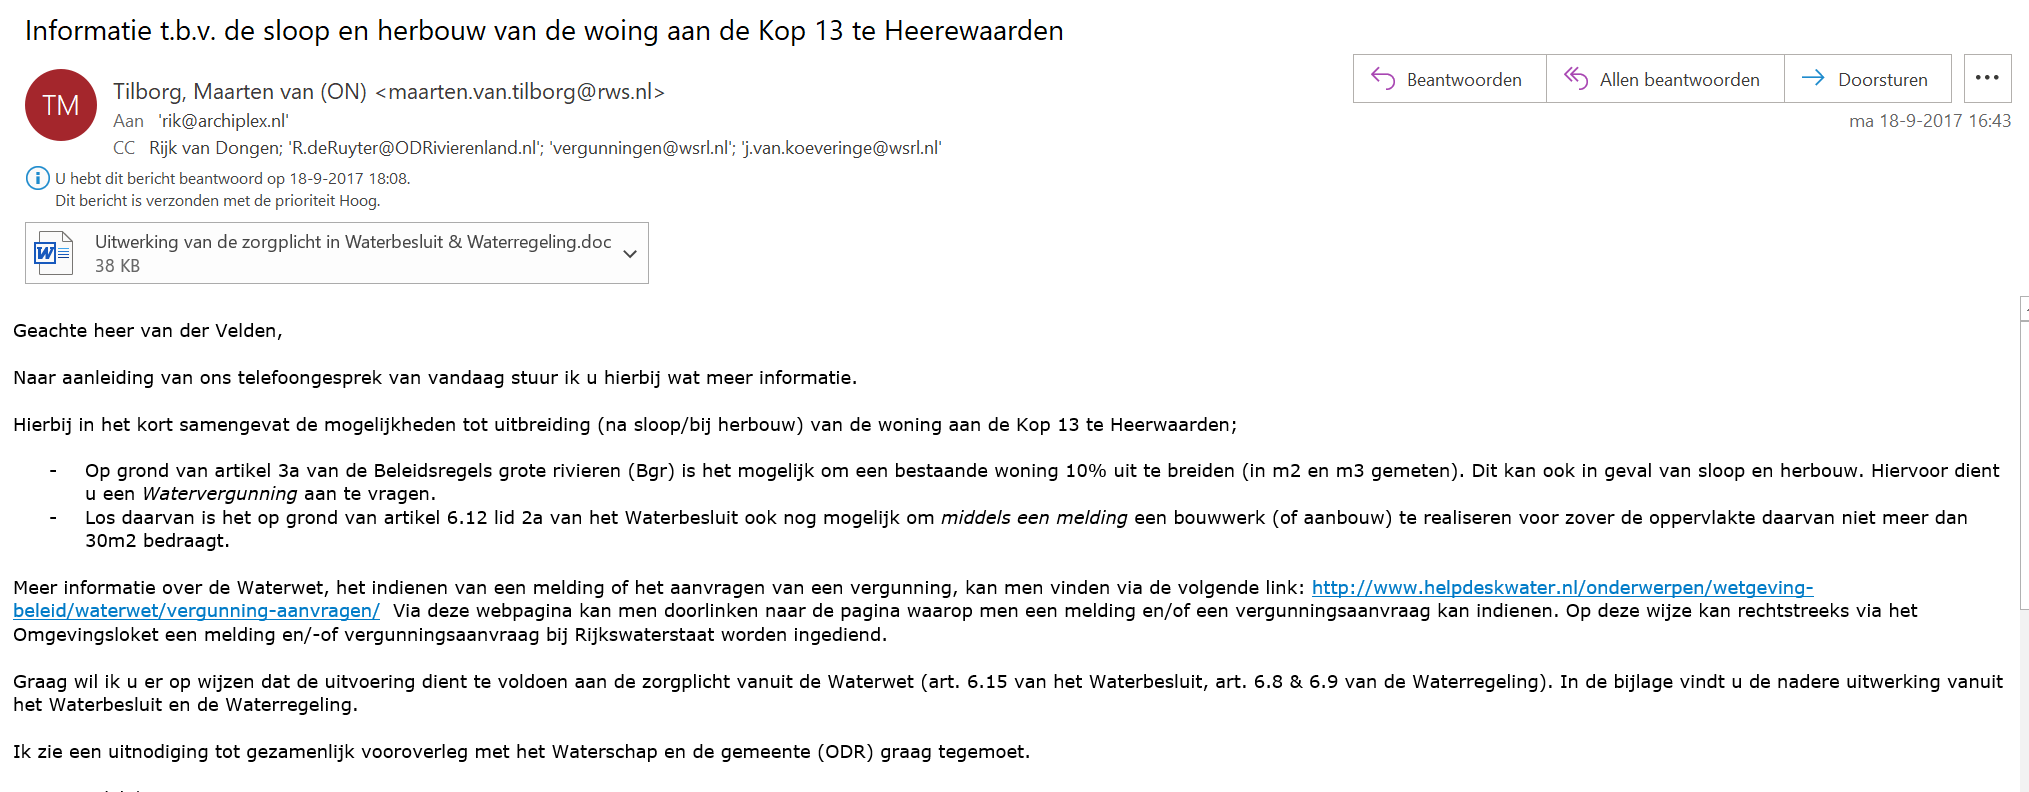 Informatie t.b.v. de sloop en herbouw van de woing aan de Kop 13 te Heerewaarden
TM
Tilborg, Maarten van (ON) <maarten.van.tilborg@rws.nl>
Aan 'rik@archiplex.nl'
CC Rijk van Dongen; 'R.deRuyter@ODRivierenland.nl'; 'vergunningen@wsrl.nl'; 'j.van.koeveringe@wsrl.nl'
Beantwoorden
Allen beantwoorden
Doorsturen
ma 18-9-2017 16:43
U hebt dit bericht beantwoord op 18-9-2017 18:08.
Dit bericht is verzonden met de prioriteit Hoog.
Uitwerking van de zorgplicht in Waterbesluit & Waterregeling.doc
38 KB
Geachte heer van der Velden,
Naar aanleiding van ons telefoongesprek van vandaag stuur ik u hierbij wat meer informatie.
Hierbij in het kort samengevat de mogelijkheden tot uitbreiding (na sloop/bij herbouw) van de woning aan de Kop 13 te Heerwaarden;
- Op grond van artikel 3a van de Beleidsregels grote rivieren (Bgr) is het mogelijk om een bestaande woning 10% uit te breiden (in m2 en m3 gemeten). Dit kan ook in geval van sloop en herbouw. Hiervoor dient
u een Watervergunning aan te vragen.
- Los daarvan is het op grond van artikel 6.12 lid 2a van het Waterbesluit ook nog mogelijk om middels een melding een bouwwerk (of aanbouw) te realiseren voor zover de oppervlakte daarvan niet meer dan
30m2 bedraagt.
Meer informatie over de Waterwet, het indienen van een melding of het aanvragen van een vergunning, kan men vinden via de volgende link: http://www.helpdeskwater.nl/onderwerpen/wetgeving-
beleid/waterwet/vergunning-aanvragen/ Via deze webpagina kan men doorlinken naar de pagina waarop men een melding en/of een vergunningsaanvraag kan indienen. Op deze wijze kan rechtstreeks via het
Omgevingsloket een melding en/-of vergunningsaanvraag bij Rijkswaterstaat worden ingediend.
Graag wil ik u er op wijzen dat de uitvoering dient te voldoen aan de zorgplicht vanuit de Waterwet (art. 6.15 van het Waterbesluit, art. 6.8 & 6.9 van de Waterregeling). In de bijlage vindt u de nadere uitwerking vanuit
het Waterbesluit en de Waterregeling.
Ik zie een uitnodiging tot gezamenlijk vooroverleg met het Waterschap en de gemeente (ODR) graag tegemoet.